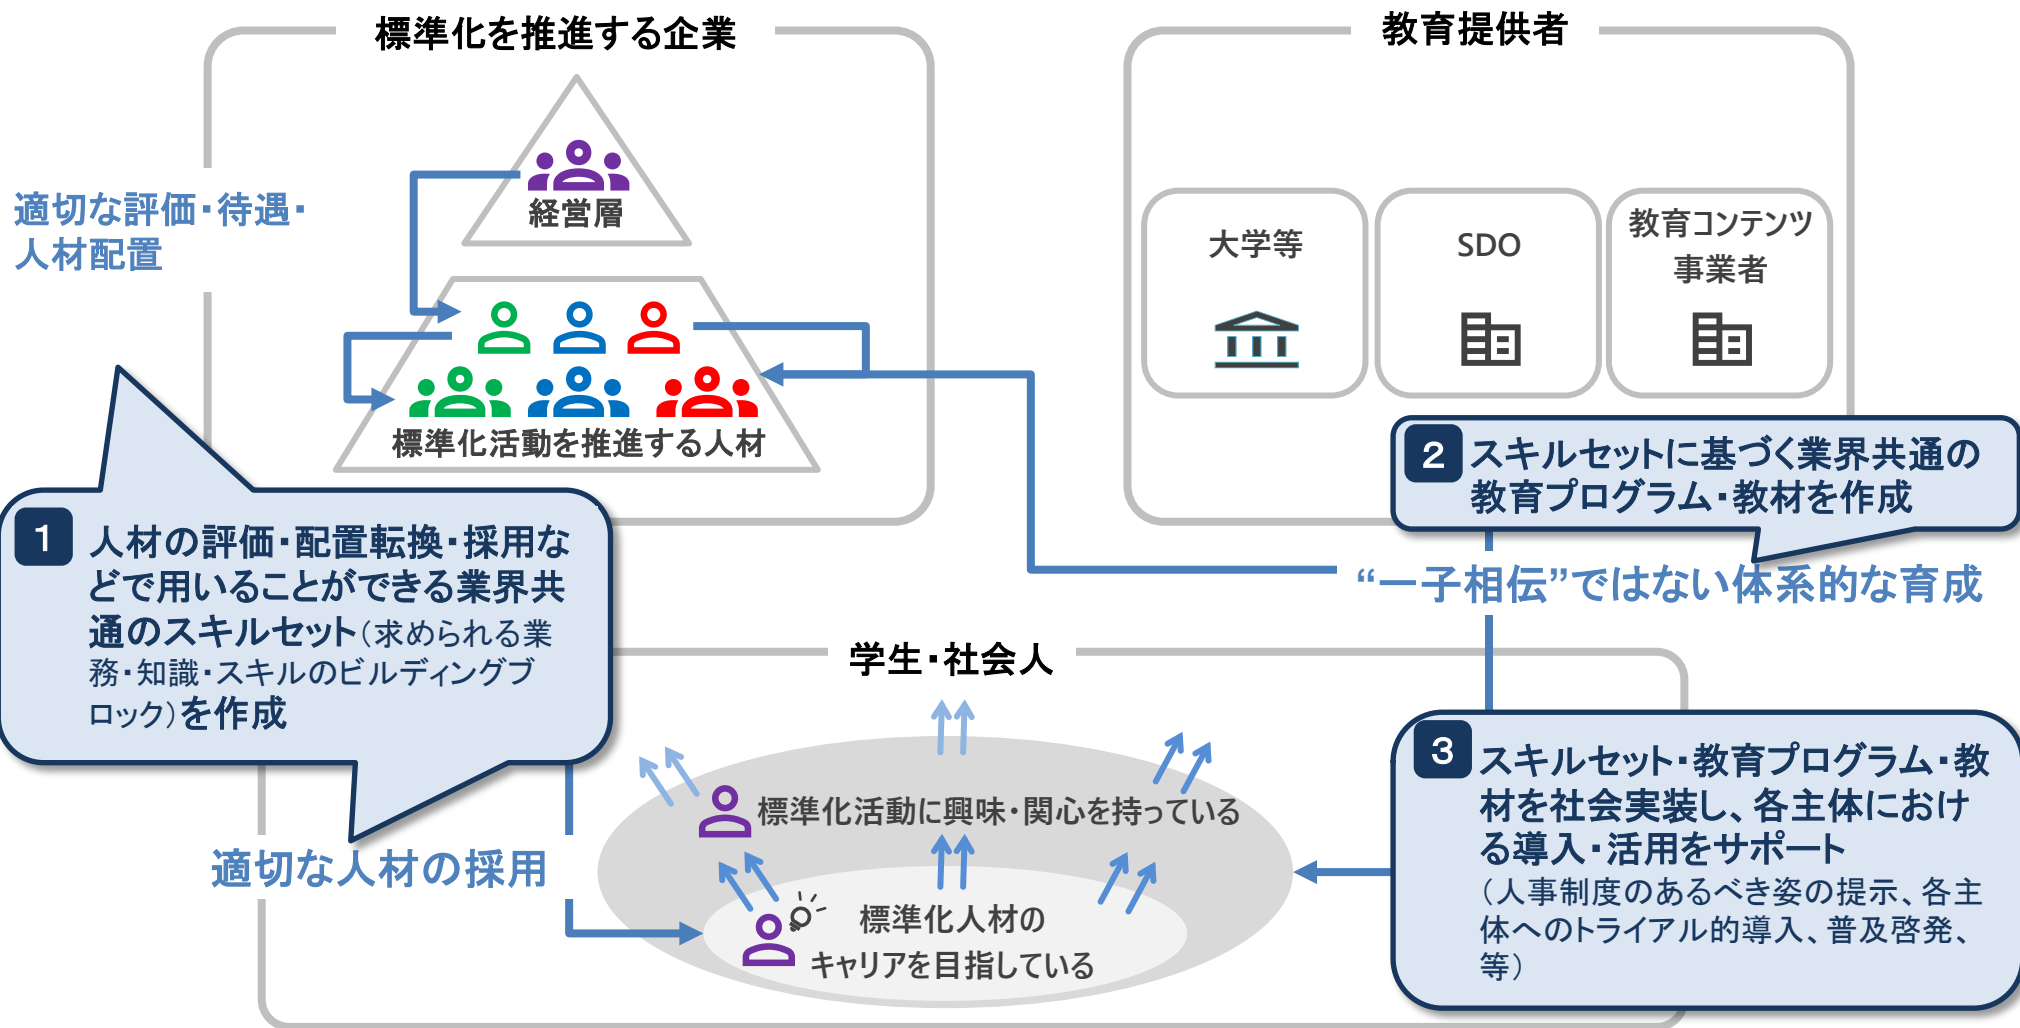 標準化を推進する企業
経営層
適切な評価・待遇・
人材配置
標準化活動を推進する人材
教育提供者
大学等
SDO
教育コンテンツ
事業者
1
人材の評価・配置転換・採用な
どで用いることができる業界共
通のスキルセット(求められる業
務・知識・スキルのビルディングブ
ロック)を作成
2
スキルセットに基づく業界共通の
教育プログラム・教材を作成
“一子相伝”ではない体系的な育成
学生・社会人
標準化活動に興味・関心を持っている
標準化人材の
キャリアを目指している
適切な人材の採用
3
スキルセット・教育プログラム・教
材を社会実装し、各主体におけ
る導入・活用をサポート
(人事制度のあるべき姿の提示、各主
体へのトライアル的導入、普及啓発、
等)